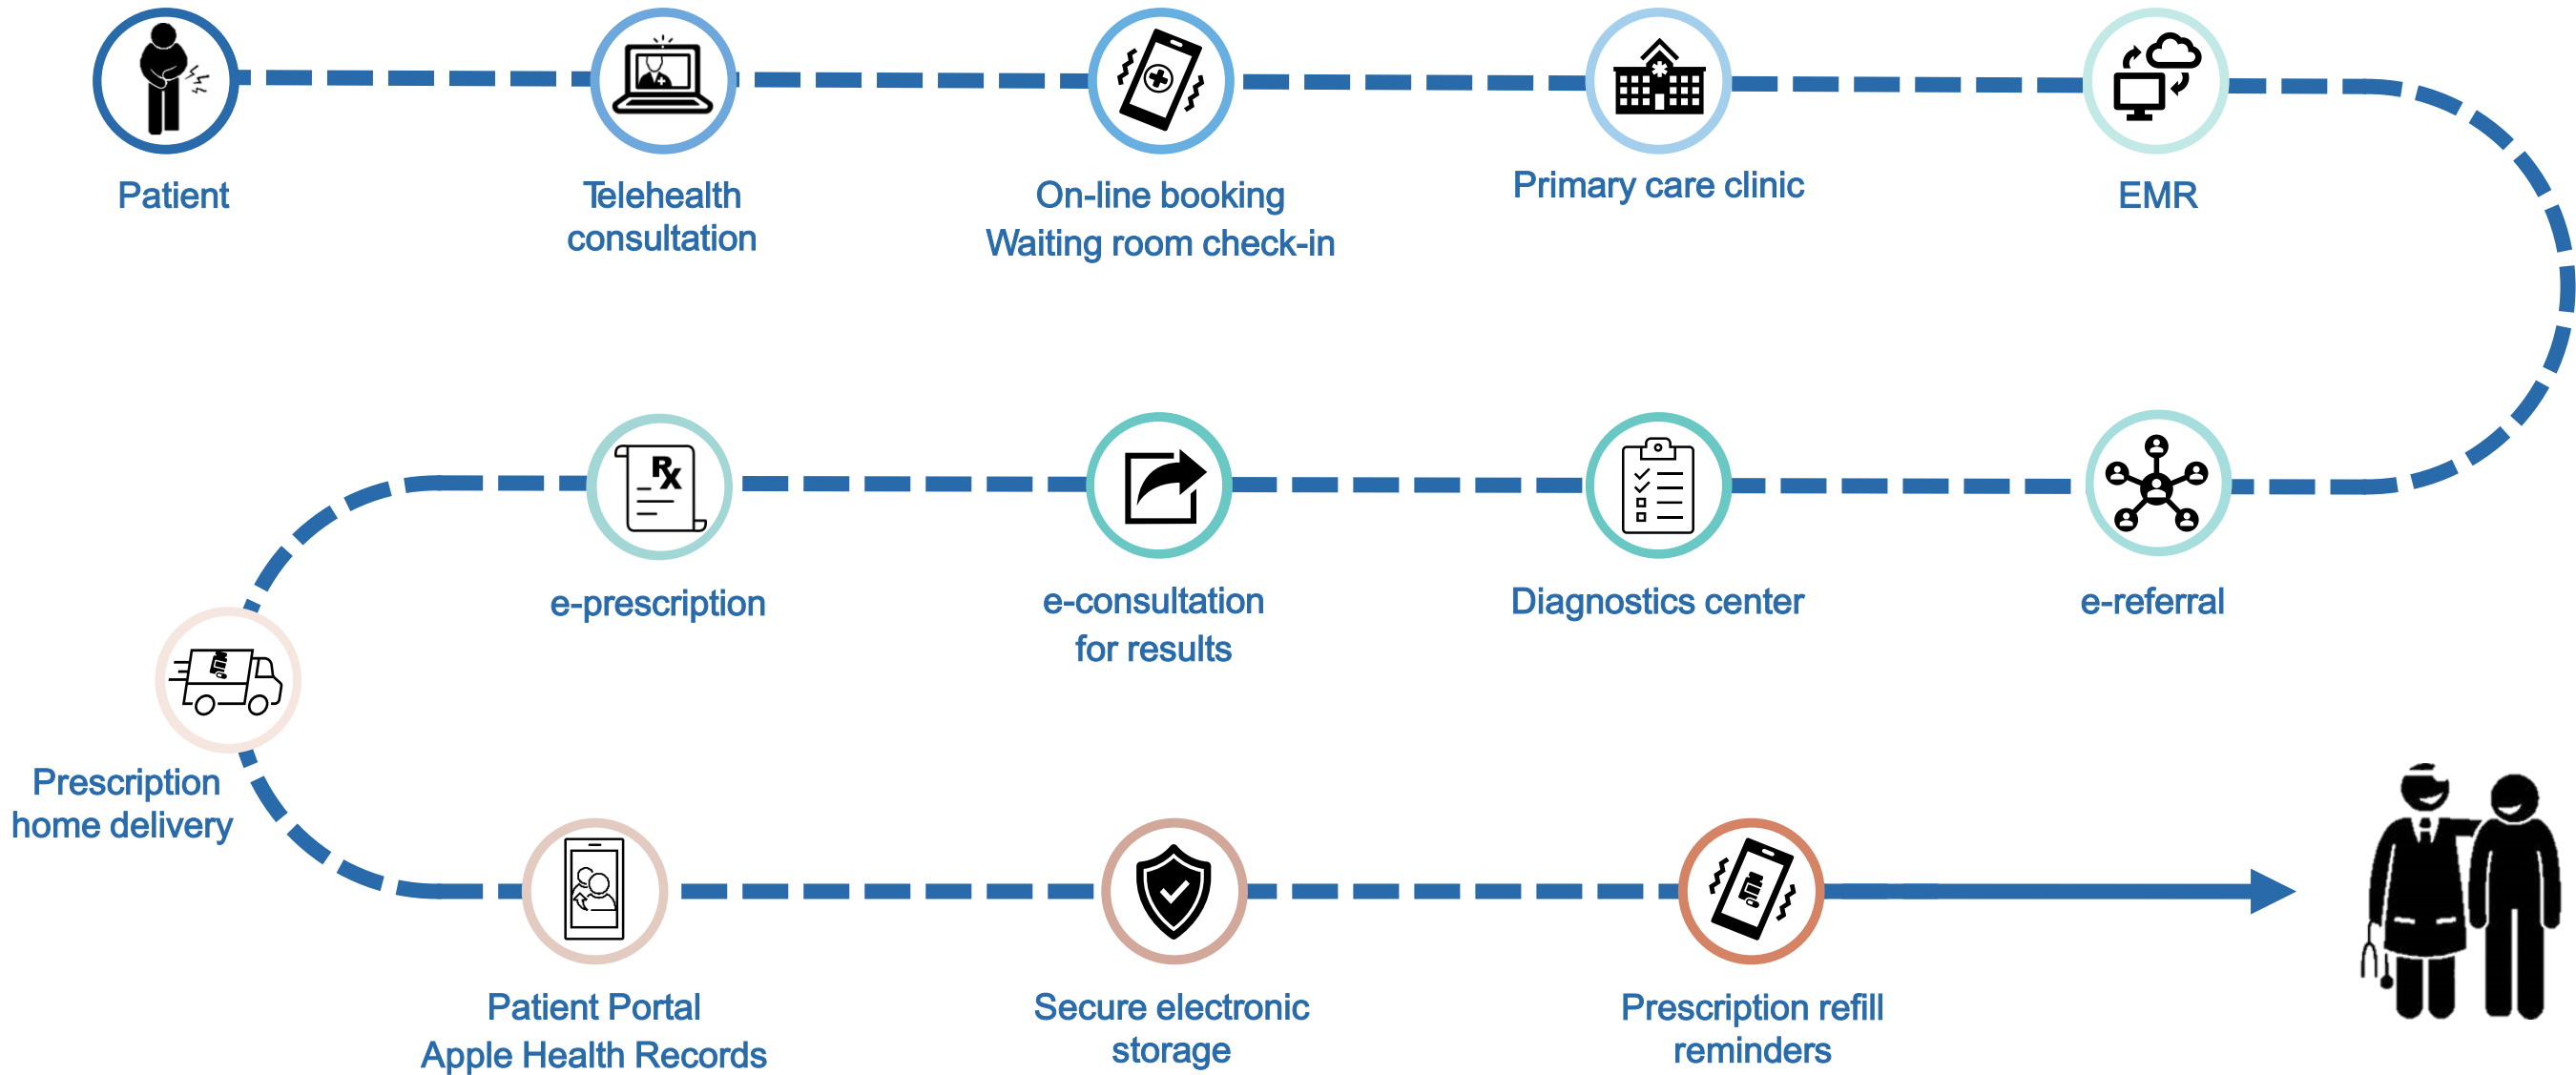 Patient
Telehealth
consultation
On-line booking
Waiting room check-in
Primary care clinic
EMR
Rx
e-prescription
e-consultation
for results
Diagnostics center
e-referral
Prescription
home delivery
Patient Portal
Apple Health Records
Secure electronic
storage
Prescription refill
reminders